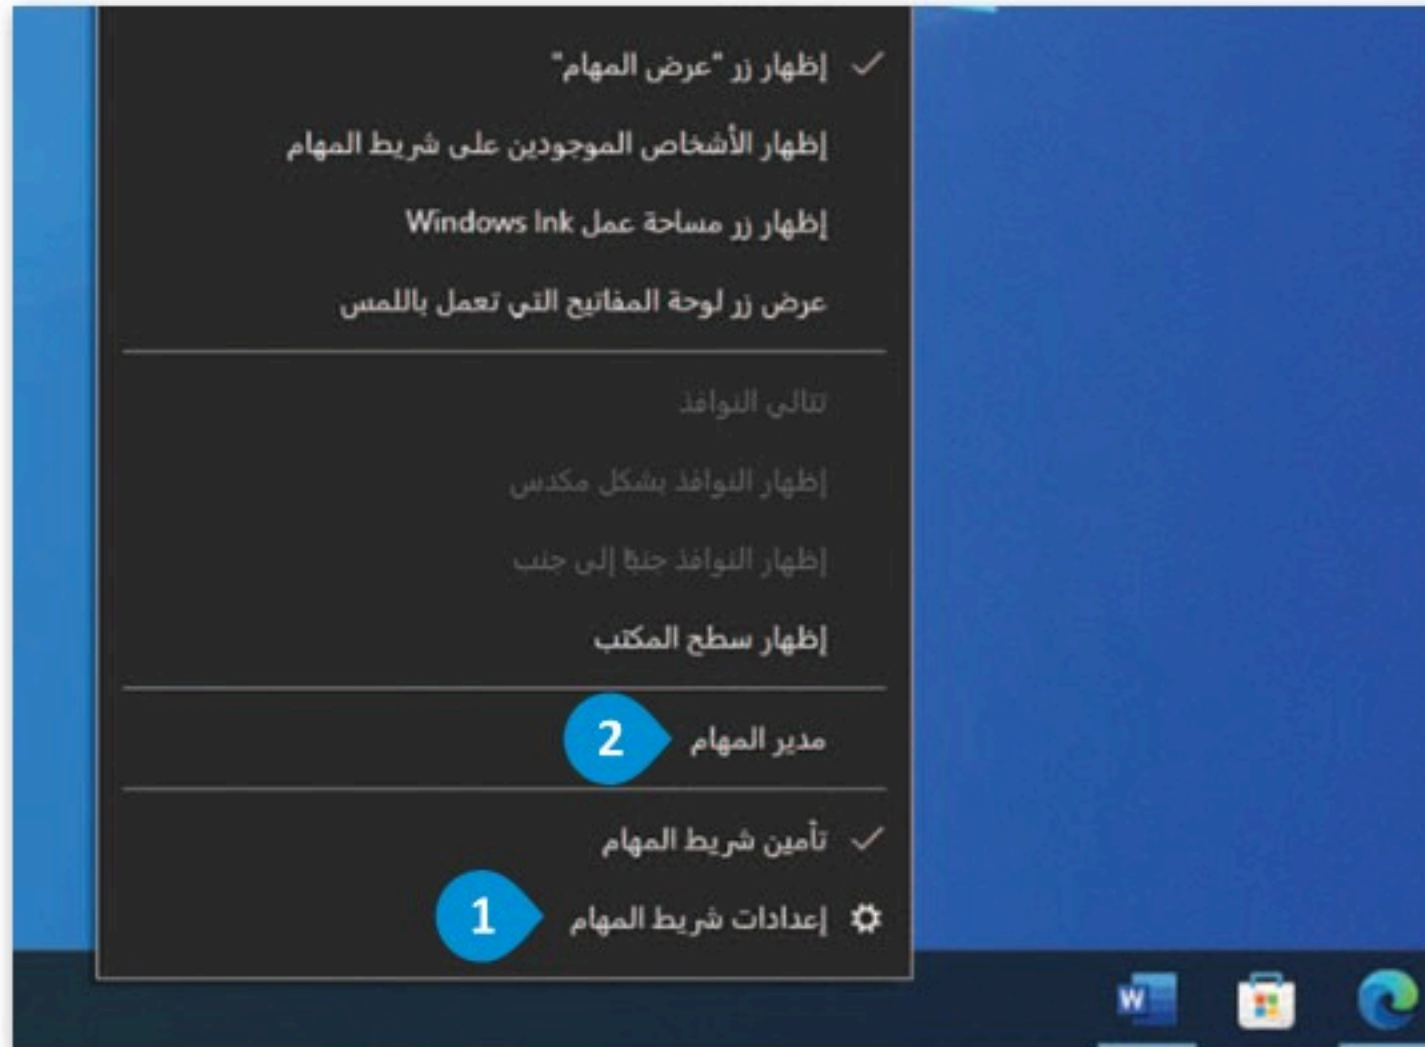 إظهار زر "عرض المهام"
إظهار الأشخاص الموجودين على شريط المهام
إظهار زر مساحة عمل Windows Ink
عرض زر لوحة المفاتيح التي تعمل باللمس
تتالي النوافذ
إظهار النوافذ بشكل مكدس
إظهار النوافذ جنبًا إلى جنب
إظهار سطح المكتب
مدير المهام 2
تأمين شريط المهام
إعدادات شريط المهام 1
W